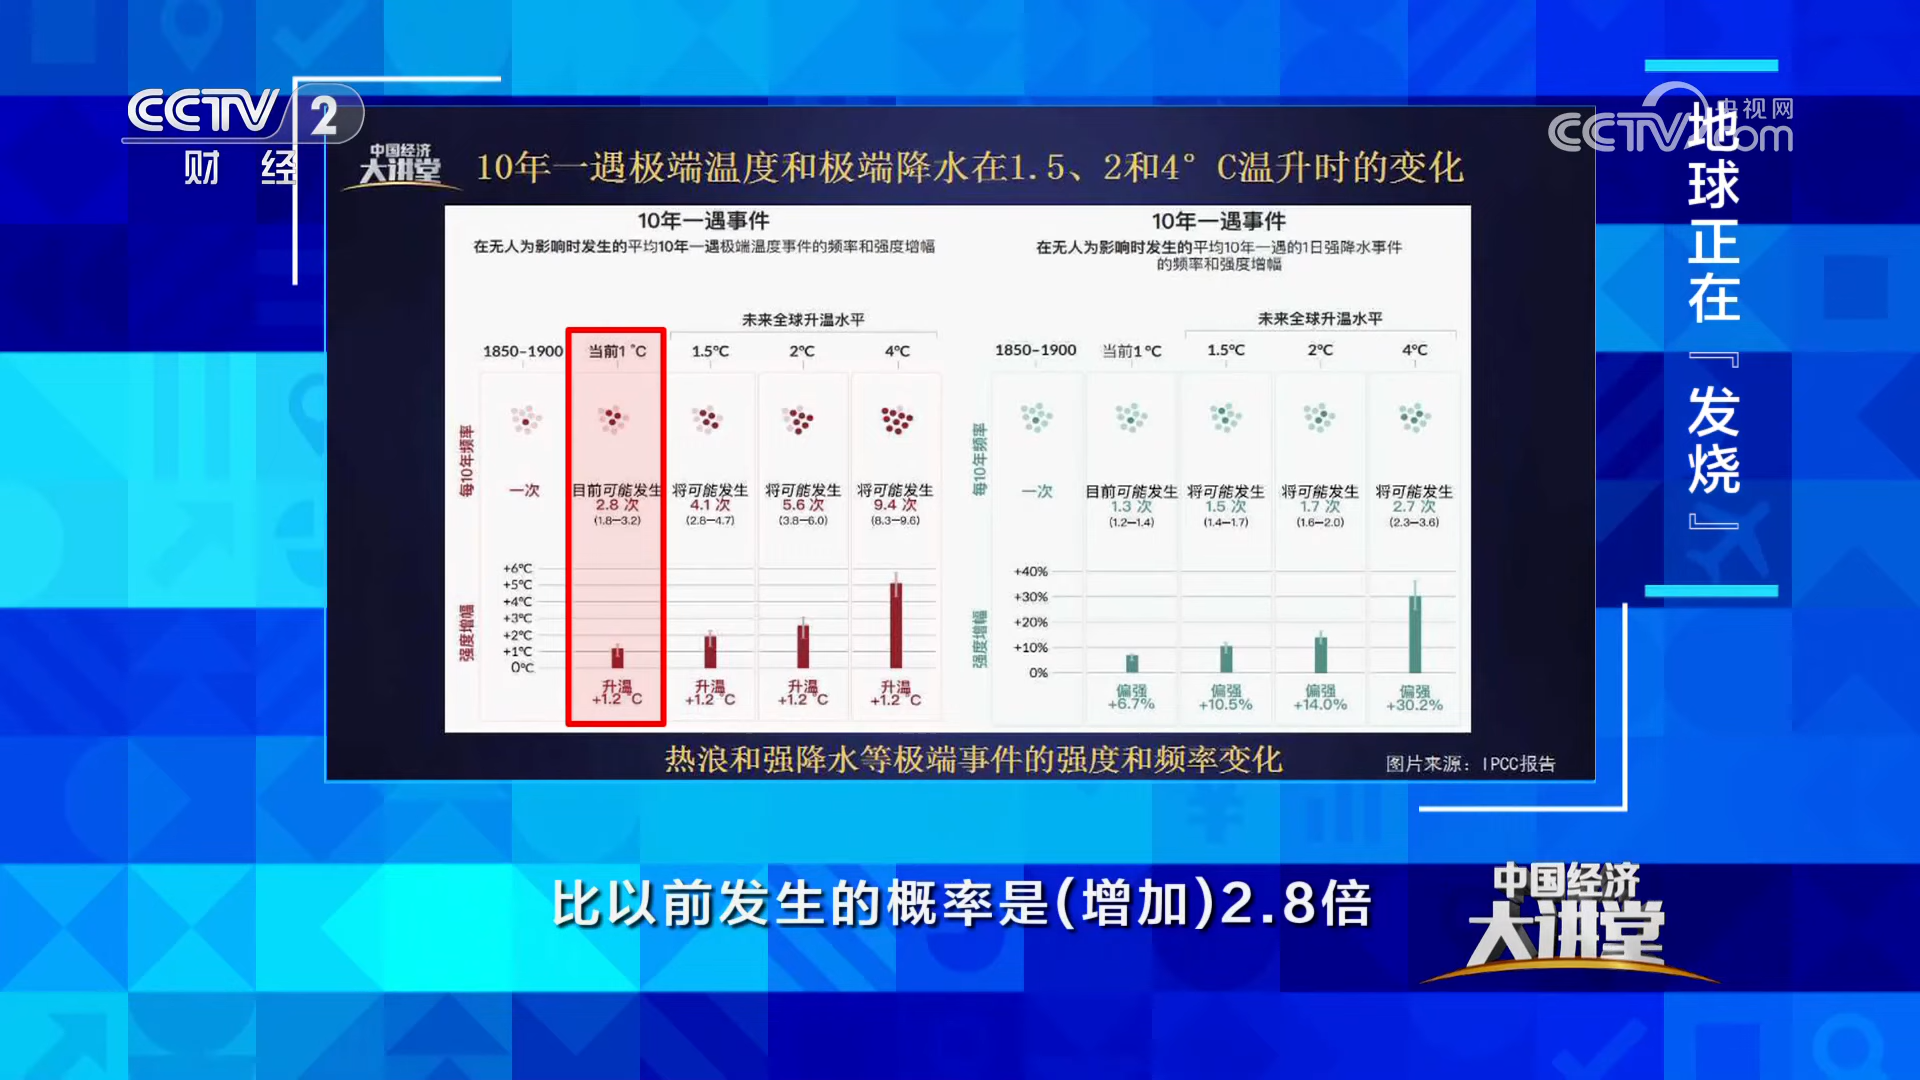 CCTV 2
财 经
央视网
CCTV.com
中国经济
大讲堂
10年一遇极端温度和极端降水在1.5、2和4°C温升时的变化
10年一遇事件
在无人为影响时发生的平均10年一遇极端温度事件的频率和强度增幅
未来全球升温水平
1850–1900 当前1 °C 1.5°C 2°C 4°C
每10年频率
一次 目前可能发生 将可能发生 将可能发生 将可能发生
2.8 次 4.1 次 5.6 次 9.4 次
(1.8—3.2) (2.8—4.7) (3.8—6.0) (8.3—9.6)
强度增幅
+6°C
+5°C
+4°C
+3°C
+2°C
+1°C
0°C
升温 升温 升温 升温
+1.2 °C +1.2 °C +1.2 °C +1.2 °C
10年一遇事件
在无人为影响时发生的平均10年一遇的1日强降水事件
的频率和强度增幅
未来全球升温水平
1850–1900 当前1°C 1.5°C 2°C 4°C
每10年频率
一次 目前可能发生 将可能发生 将可能发生 将可能发生
1.3 次 1.5 次 1.7 次 2.7 次
(1.2—1.4) (1.4—1.7) (1.6—2.0) (2.3—3.6)
强度增幅
+40%
+30%
+20%
+10%
0%
偏强 偏强 偏强 偏强
+6.7% +10.5% +14.0% +30.2%
热浪和强降水等极端事件的强度和频率变化
图片来源：IPCC报告
地球正在『发烧』
比以前发生的概率是(增加)2.8倍
中国经济
大讲堂